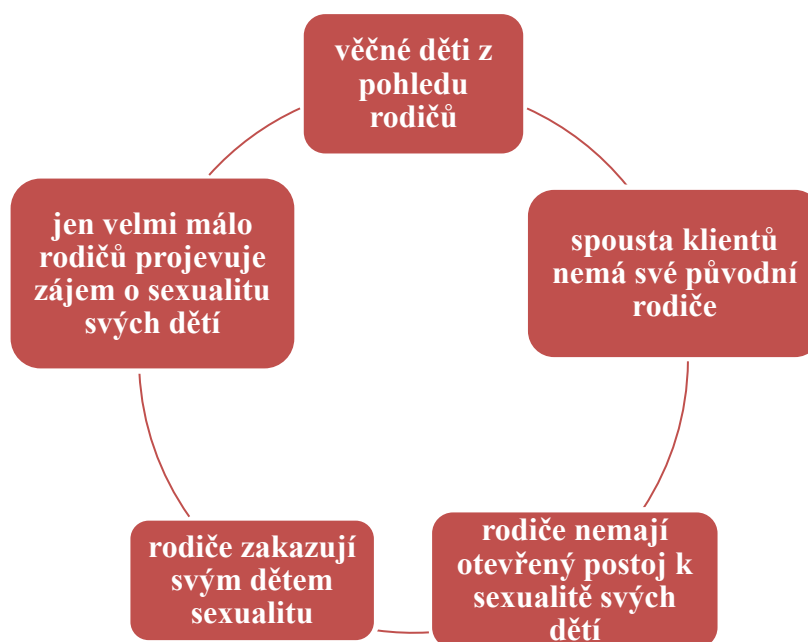 věčné děti z
pohledu
rodičů
spousta klientů
nemá své původní
rodiče
rodiče nemají
otevřený postoj k
sexualitě svých
dětí
rodiče zakazují
svým dětem
sexualitu
jen velmi málo
rodičů projevuje
zájem o sexualitu
svých dětí